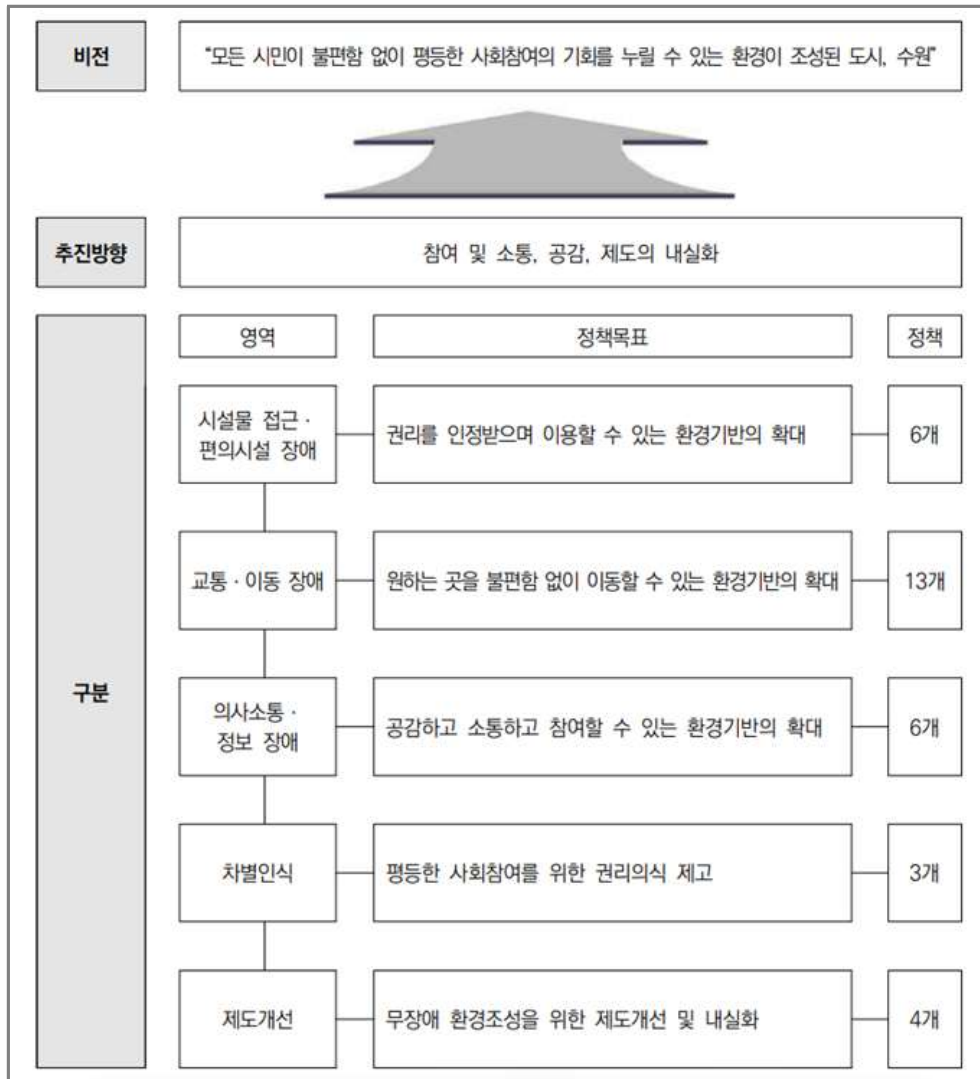 비전
“모든 시민이 불편함 없이 평등한 사회참여의 기회를 누릴 수 있는 환경이 조성된 도시, 수원”
추진방향
참여 및 소통, 공감, 제도의 내실화
구분
영역
정책목표
정책
시설물 접근·
편의시설 장애
권리를 인정받으며 이용할 수 있는 환경기반의 확대
6개
교통·이동 장애
원하는 곳을 불편함 없이 이동할 수 있는 환경기반의 확대
13개
의사소통·
정보 장애
공감하고 소통하고 참여할 수 있는 환경기반의 확대
6개
차별인식
평등한 사회참여를 위한 권리의식 제고
3개
제도개선
무장애 환경조성을 위한 제도개선 및 내실화
4개